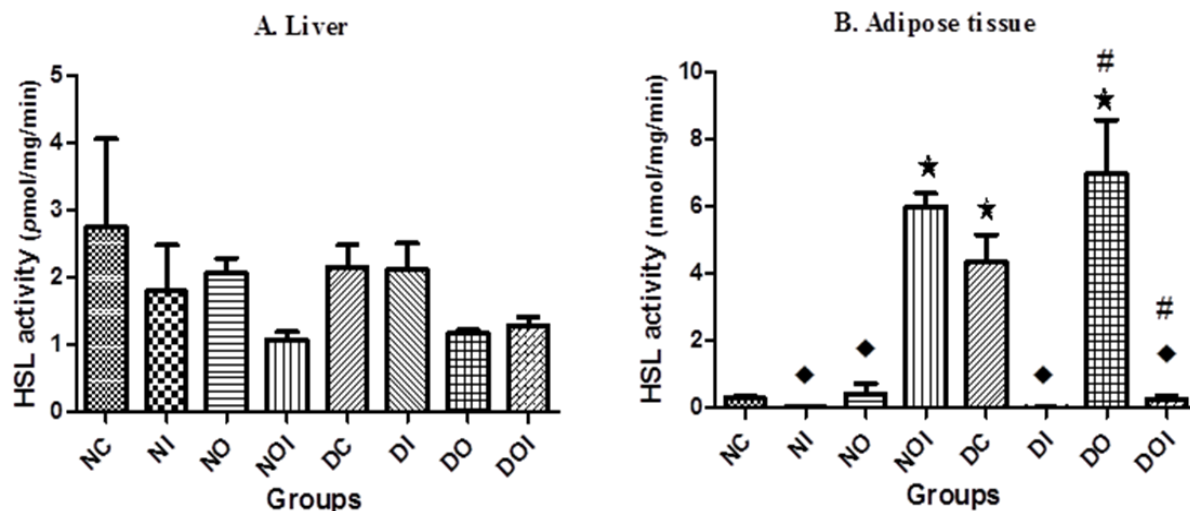 A. Liver
HSL activity (pmol/mg/min)
5
4
3
2
1
0
NC
NI
NO
NOI
DC
DI
DO
DOI
Groups
B. Adipose tissue
HSL activity (nmol/mg/min)
10
8
6
4
2
0
#
#
NC
NI
NO
NOI
DC
DI
DO
DOI
Groups